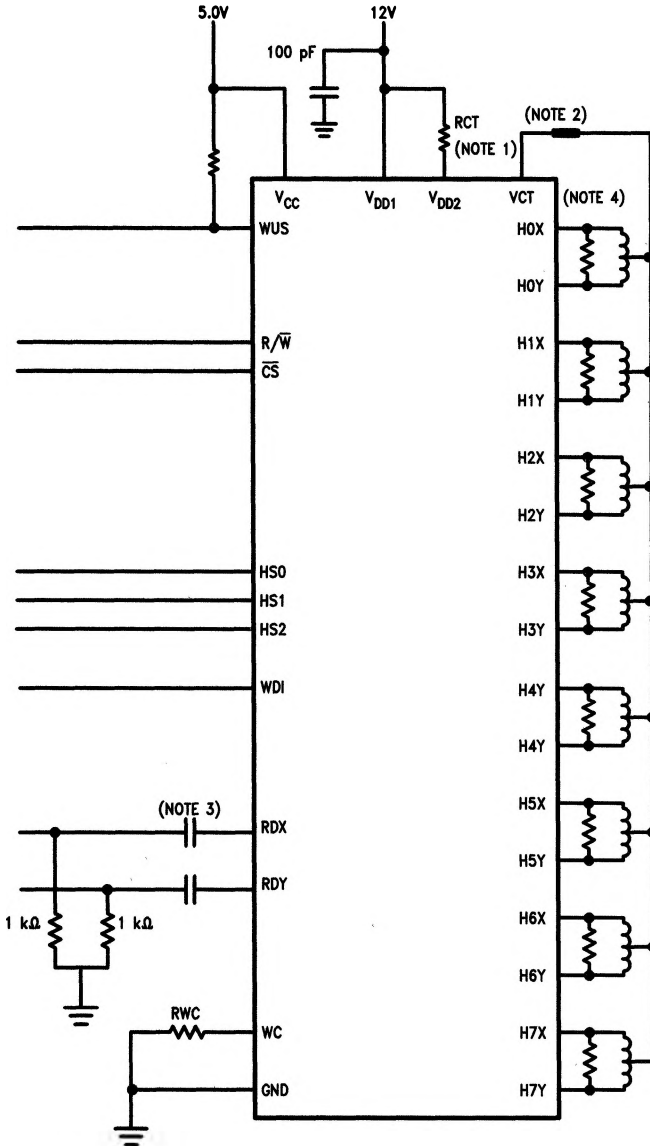 5.0V
12V
100 pF
RCT
(NOTE 1)
(NOTE 2)
VCC
VDD1
VDD2
VCT
(NOTE 4)
WUS
H0X
H0Y
R/W̅
C̅S̅
H1X
H1Y
H2X
H2Y
HS0
HS1
HS2
H3X
H3Y
WDI
H4Y
H4Y
(NOTE 3)
RDX
RDY
H5X
H5Y
1 kΩ
1 kΩ
H6X
H6Y
RWC
WC
GND
H7X
H7Y